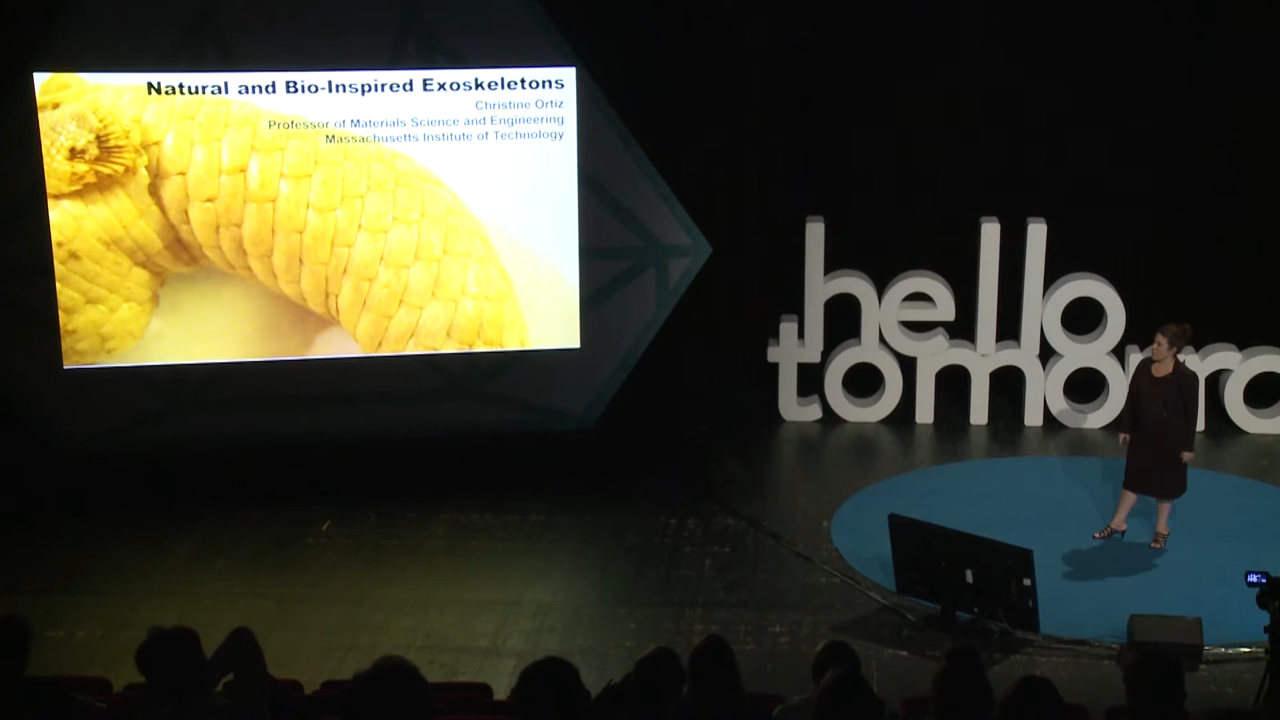 Natural and Bio-Inspired Exoskeletons
Christine Ortiz
Professor of Materials Science and Engineering
Massachusetts Institute of Technology
hello
tomorro